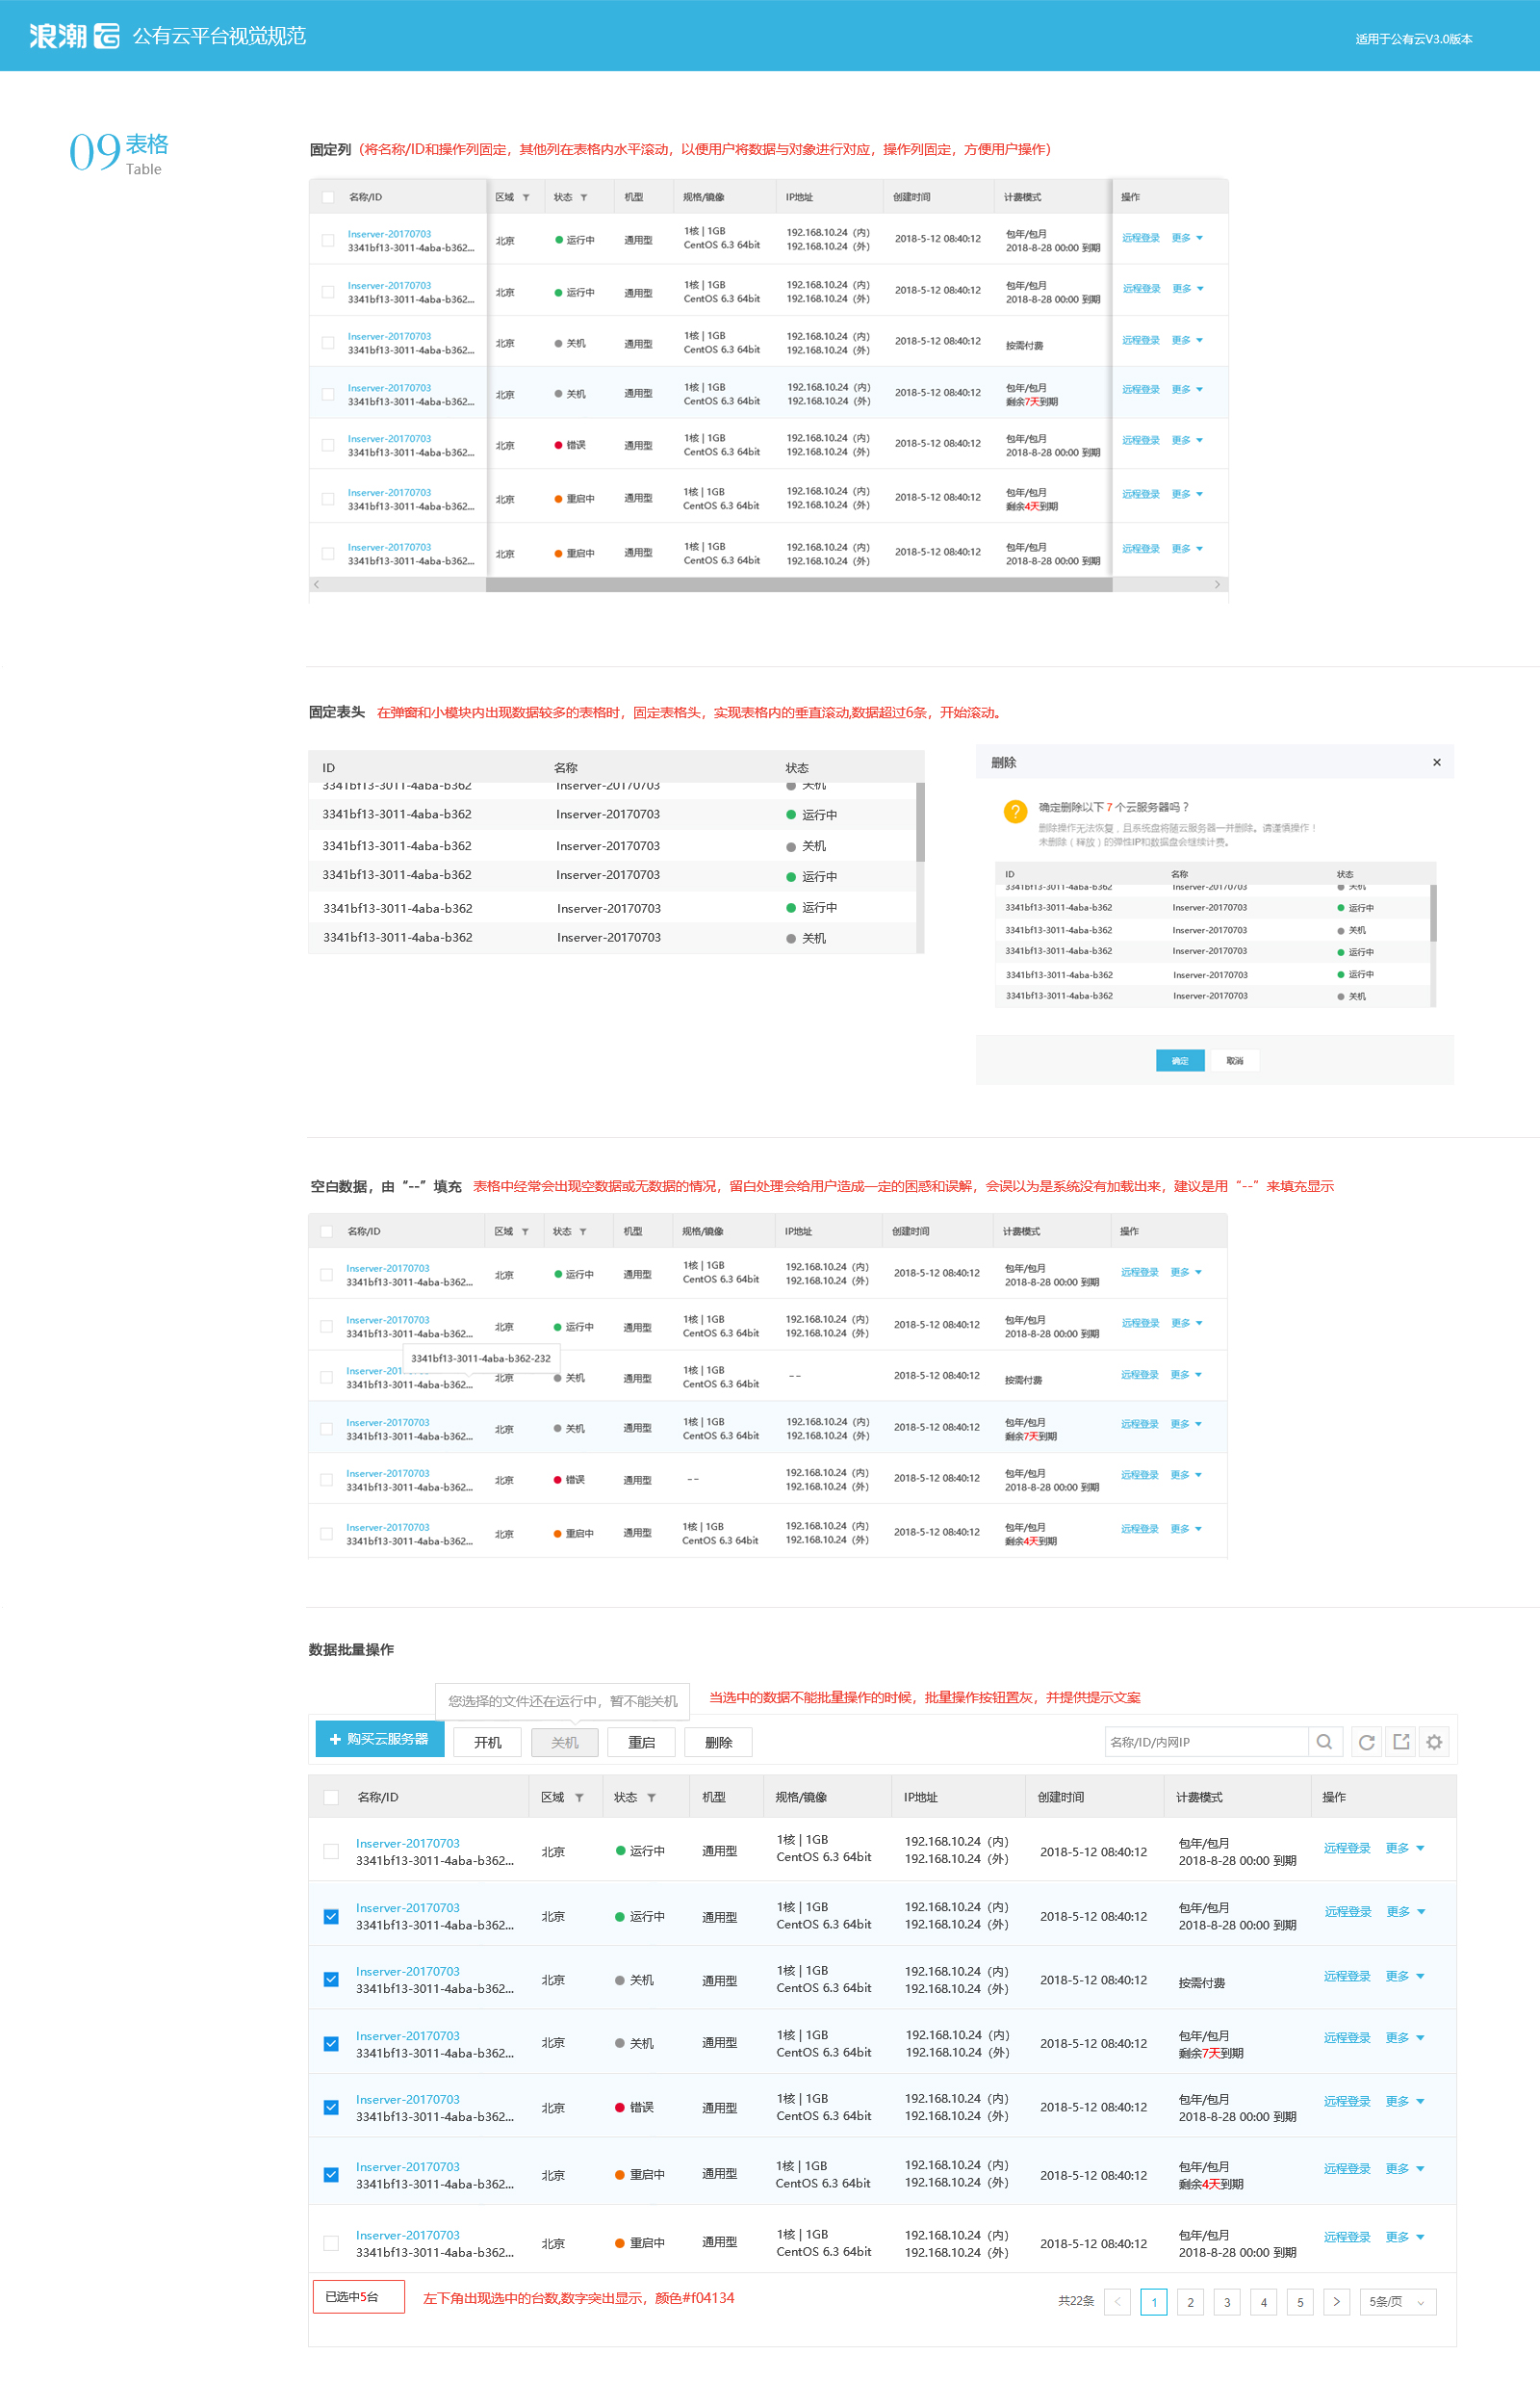 浪潮云 公有云平台视觉规范 适用于公有云V3.0版本
09 表格
Table
固定列（将名称/ID和操作列固定，其他列在表格内水平滚动，以便用户将数据与对象进行对应，操作列固定，方便用户操作）
名称/ID 区域 状态 机型 规格/镜像 IP地址 创建时间 计费模式 操作
Inserver-20170703 1核 | 1GB 192.168.10.24（内） 包年/包月
3341bf13-3011-4aba-b362... 北京 运行中 通用型 CentOS 6.3 64bit 192.168.10.24（外） 2018-5-12 08:40:12 2018-8-28 00:00 到期 远程登录 更多
Inserver-20170703 1核 | 1GB 192.168.10.24（内） 包年/包月
3341bf13-3011-4aba-b362... 北京 运行中 通用型 CentOS 6.3 64bit 192.168.10.24（外） 2018-5-12 08:40:12 2018-8-28 00:00 到期 远程登录 更多
Inserver-20170703 1核 | 1GB 192.168.10.24（内）
3341bf13-3011-4aba-b362... 北京 关机 通用型 CentOS 6.3 64bit 192.168.10.24（外） 2018-5-12 08:40:12 按需付费 远程登录 更多
Inserver-20170703 1核 | 1GB 192.168.10.24（内） 包年/包月
3341bf13-3011-4aba-b362... 北京 关机 通用型 CentOS 6.3 64bit 192.168.10.24（外） 2018-5-12 08:40:12 剩余7天到期 远程登录 更多
Inserver-20170703 1核 | 1GB 192.168.10.24（内） 包年/包月
3341bf13-3011-4aba-b362... 北京 错误 通用型 CentOS 6.3 64bit 192.168.10.24（外） 2018-5-12 08:40:12 2018-8-28 00:00 到期 远程登录 更多
Inserver-20170703 1核 | 1GB 192.168.10.24（内） 包年/包月
3341bf13-3011-4aba-b362... 北京 重启中 通用型 CentOS 6.3 64bit 192.168.10.24（外） 2018-5-12 08:40:12 剩余4天到期 远程登录 更多
Inserver-20170703 1核 | 1GB 192.168.10.24（内） 包年/包月
3341bf13-3011-4aba-b362... 北京 重启中 通用型 CentOS 6.3 64bit 192.168.10.24（外） 2018-5-12 08:40:12 2018-8-28 00:00 到期 远程登录 更多
固定表头 在弹窗和小模块内出现数据较多的表格时，固定表格头，实现表格内的垂直滚动,数据超过6条，开始滚动。
ID 名称 状态
3341bf13-3011-4aba-b362 Inserver-20170703 关机
3341bf13-3011-4aba-b362 Inserver-20170703 运行中
3341bf13-3011-4aba-b362 Inserver-20170703 关机
3341bf13-3011-4aba-b362 Inserver-20170703 运行中
3341bf13-3011-4aba-b362 Inserver-20170703 运行中
3341bf13-3011-4aba-b362 Inserver-20170703 关机
删除 ×
确定删除以下 7 个云服务器吗？
删除操作无法恢复，且系统盘将随云服务器一并删除。请谨慎操作！
未删除（释放）的弹性IP和数据盘会继续计费。
ID 名称 状态
3341bf13-3011-4aba-b362 Inserver-20170703 关机
3341bf13-3011-4aba-b362 Inserver-20170703 运行中
3341bf13-3011-4aba-b362 Inserver-20170703 关机
3341bf13-3011-4aba-b362 Inserver-20170703 运行中
3341bf13-3011-4aba-b362 Inserver-20170703 运行中
3341bf13-3011-4aba-b362 Inserver-20170703 关机
确定 取消
空白数据，由“--”填充 表格中经常会出现空数据或无数据的情况，留白处理会给用户造成一定的困惑和误解，会误以为是系统没有加载出来，建议是用“--”来填充显示
名称/ID 区域 状态 机型 规格/镜像 IP地址 创建时间 计费模式 操作
Inserver-20170703 1核 | 1GB 192.168.10.24（内） 包年/包月
3341bf13-3011-4aba-b362... 北京 运行中 通用型 CentOS 6.3 64bit 192.168.10.24（外） 2018-5-12 08:40:12 2018-8-28 00:00 到期 远程登录 更多
Inserver-20170703 1核 | 1GB 192.168.10.24（内） 包年/包月
3341bf13-3011-4aba-b362... 北京 运行中 通用型 CentOS 6.3 64bit 192.168.10.24（外） 2018-5-12 08:40:12 2018-8-28 00:00 到期 远程登录 更多
3341bf13-3011-4aba-b362-232
Inserver-20 1核 | 1GB
3341bf13-3011-4aba-b362... 北京 关机 通用型 CentOS 6.3 64bit -- 2018-5-12 08:40:12 按需付费 远程登录 更多
Inserver-20170703 1核 | 1GB 192.168.10.24（内） 包年/包月
3341bf13-3011-4aba-b362... 北京 关机 通用型 CentOS 6.3 64bit 192.168.10.24（外） 2018-5-12 08:40:12 剩余7天到期 远程登录 更多
Inserver-20170703 192.168.10.24（内） 包年/包月
3341bf13-3011-4aba-b362... 北京 错误 通用型 -- 192.168.10.24（外） 2018-5-12 08:40:12 2018-8-28 00:00 到期 远程登录 更多
Inserver-20170703 1核 | 1GB 192.168.10.24（内） 包年/包月
3341bf13-3011-4aba-b362... 北京 重启中 通用型 CentOS 6.3 64bit 192.168.10.24（外） 2018-5-12 08:40:12 剩余4天到期 远程登录 更多
数据批量操作
您选择的文件还在运行中，暂不能关机 当选中的数据不能批量操作的时候，批量操作按钮置灰，并提供提示文案
+ 购买云服务器 开机 关机 重启 删除 名称/ID/内网IP
名称/ID 区域 状态 机型 规格/镜像 IP地址 创建时间 计费模式 操作
Inserver-20170703 1核 | 1GB 192.168.10.24（内） 包年/包月
3341bf13-3011-4aba-b362... 北京 运行中 通用型 CentOS 6.3 64bit 192.168.10.24（外） 2018-5-12 08:40:12 2018-8-28 00:00 到期 远程登录 更多
Inserver-20170703 1核 | 1GB 192.168.10.24（内） 包年/包月
3341bf13-3011-4aba-b362... 北京 运行中 通用型 CentOS 6.3 64bit 192.168.10.24（外） 2018-5-12 08:40:12 2018-8-28 00:00 到期 远程登录 更多
Inserver-20170703 1核 | 1GB 192.168.10.24（内）
3341bf13-3011-4aba-b362... 北京 关机 通用型 CentOS 6.3 64bit 192.168.10.24（外） 2018-5-12 08:40:12 按需付费 远程登录 更多
Inserver-20170703 1核 | 1GB 192.168.10.24（内） 包年/包月
3341bf13-3011-4aba-b362... 北京 关机 通用型 CentOS 6.3 64bit 192.168.10.24（外） 2018-5-12 08:40:12 剩余7天到期 远程登录 更多
Inserver-20170703 1核 | 1GB 192.168.10.24（内） 包年/包月
3341bf13-3011-4aba-b362... 北京 错误 通用型 CentOS 6.3 64bit 192.168.10.24（外） 2018-5-12 08:40:12 2018-8-28 00:00 到期 远程登录 更多
Inserver-20170703 1核 | 1GB 192.168.10.24（内） 包年/包月
3341bf13-3011-4aba-b362... 北京 重启中 通用型 CentOS 6.3 64bit 192.168.10.24（外） 2018-5-12 08:40:12 剩余4天到期 远程登录 更多
Inserver-20170703 1核 | 1GB 192.168.10.24（内） 包年/包月
3341bf13-3011-4aba-b362... 北京 重启中 通用型 CentOS 6.3 64bit 192.168.10.24（外） 2018-5-12 08:40:12 2018-8-28 00:00 到期 远程登录 更多
已选中5台 左下角出现选中的台数,数字突出显示，颜色#f04134 共22条 < 1 2 3 4 5 > 5条/页